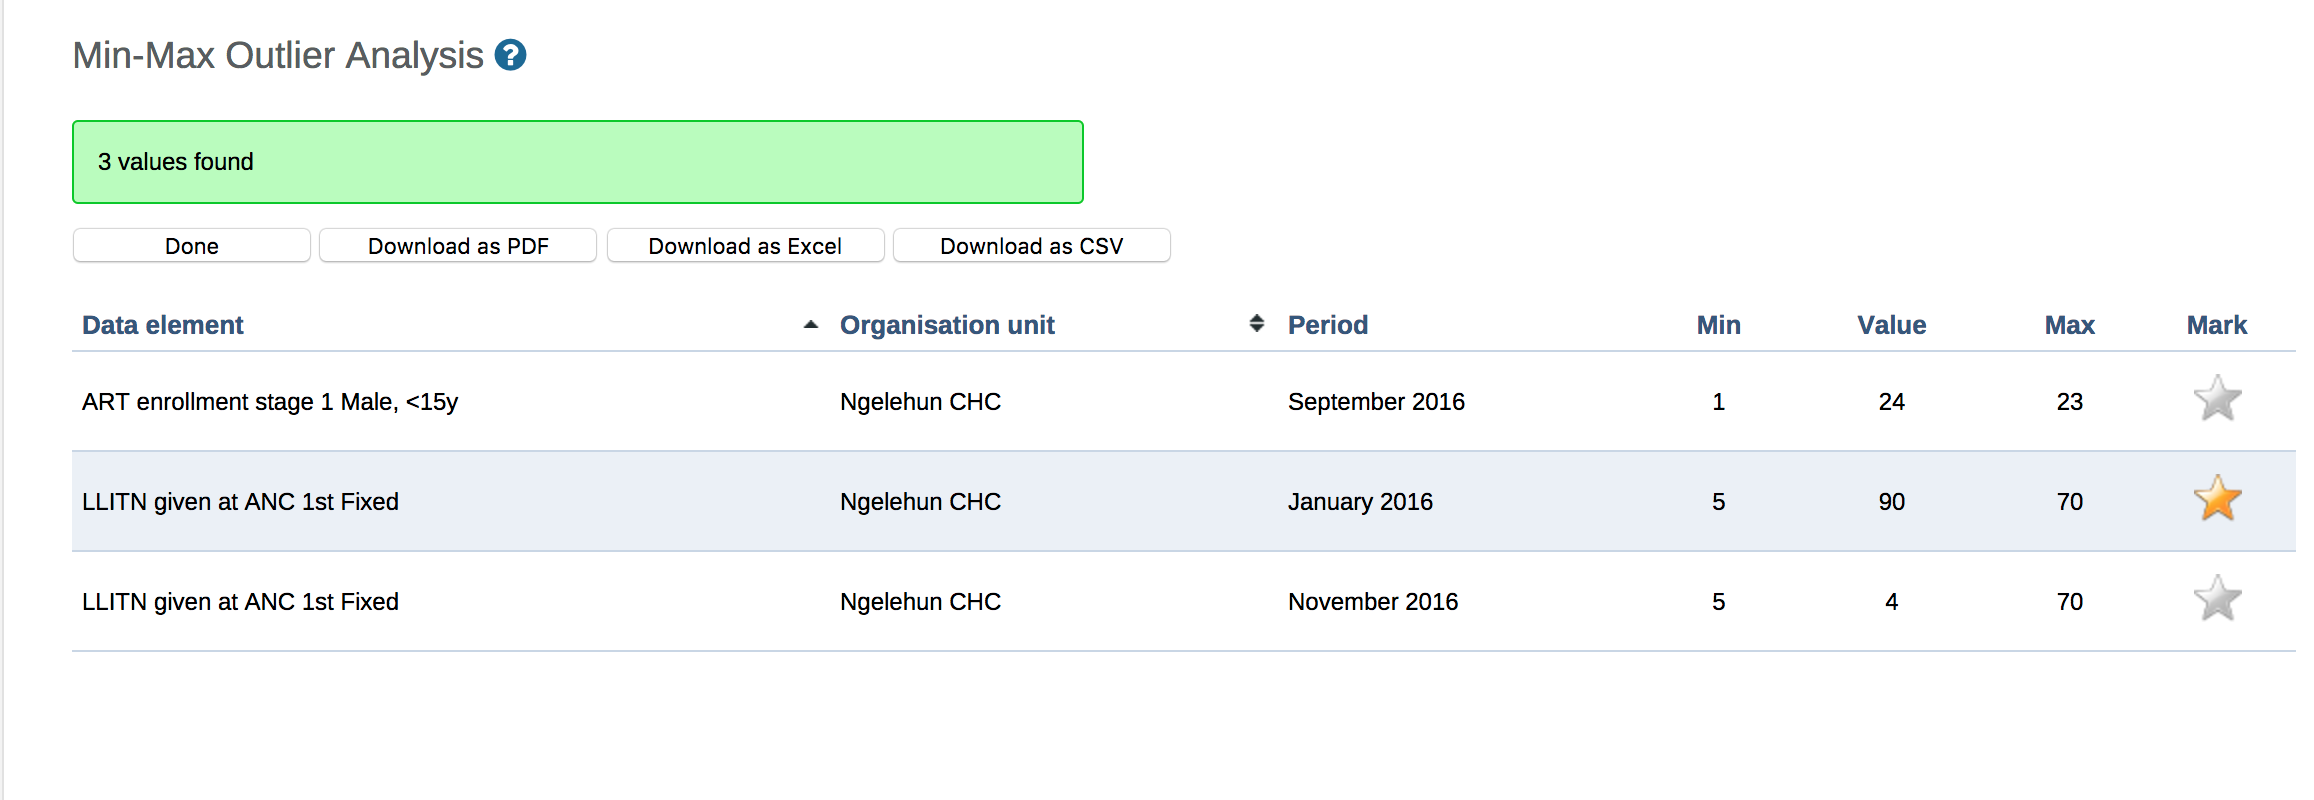 Min-Max Outlier Analysis ?
3 values found
Done Download as PDF Download as Excel Download as CSV
Data element Organisation unit Period Min Value Max Mark
ART enrollment stage 1 Male, <15y Ngelehun CHC September 2016 1 24 23
LLITN given at ANC 1st Fixed Ngelehun CHC January 2016 5 90 70
LLITN given at ANC 1st Fixed Ngelehun CHC November 2016 5 4 70